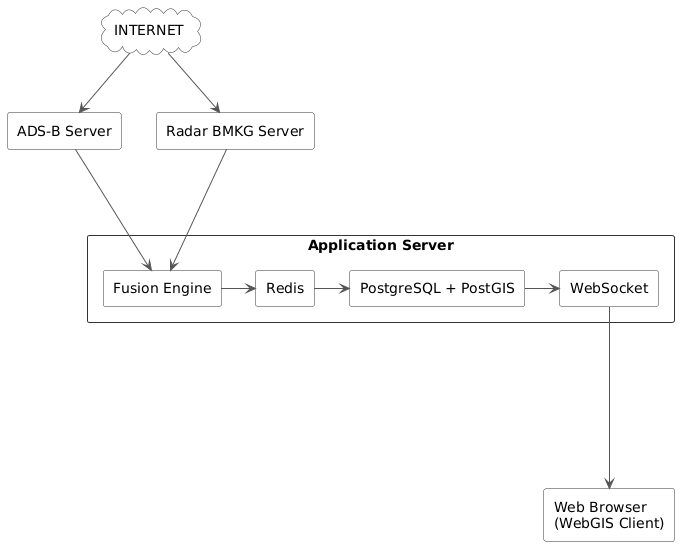 INTERNET
ADS-B Server
Radar BMKG Server
Application Server
Fusion Engine
Redis
PostgreSQL + PostGIS
WebSocket
Web Browser
(WebGIS Client)